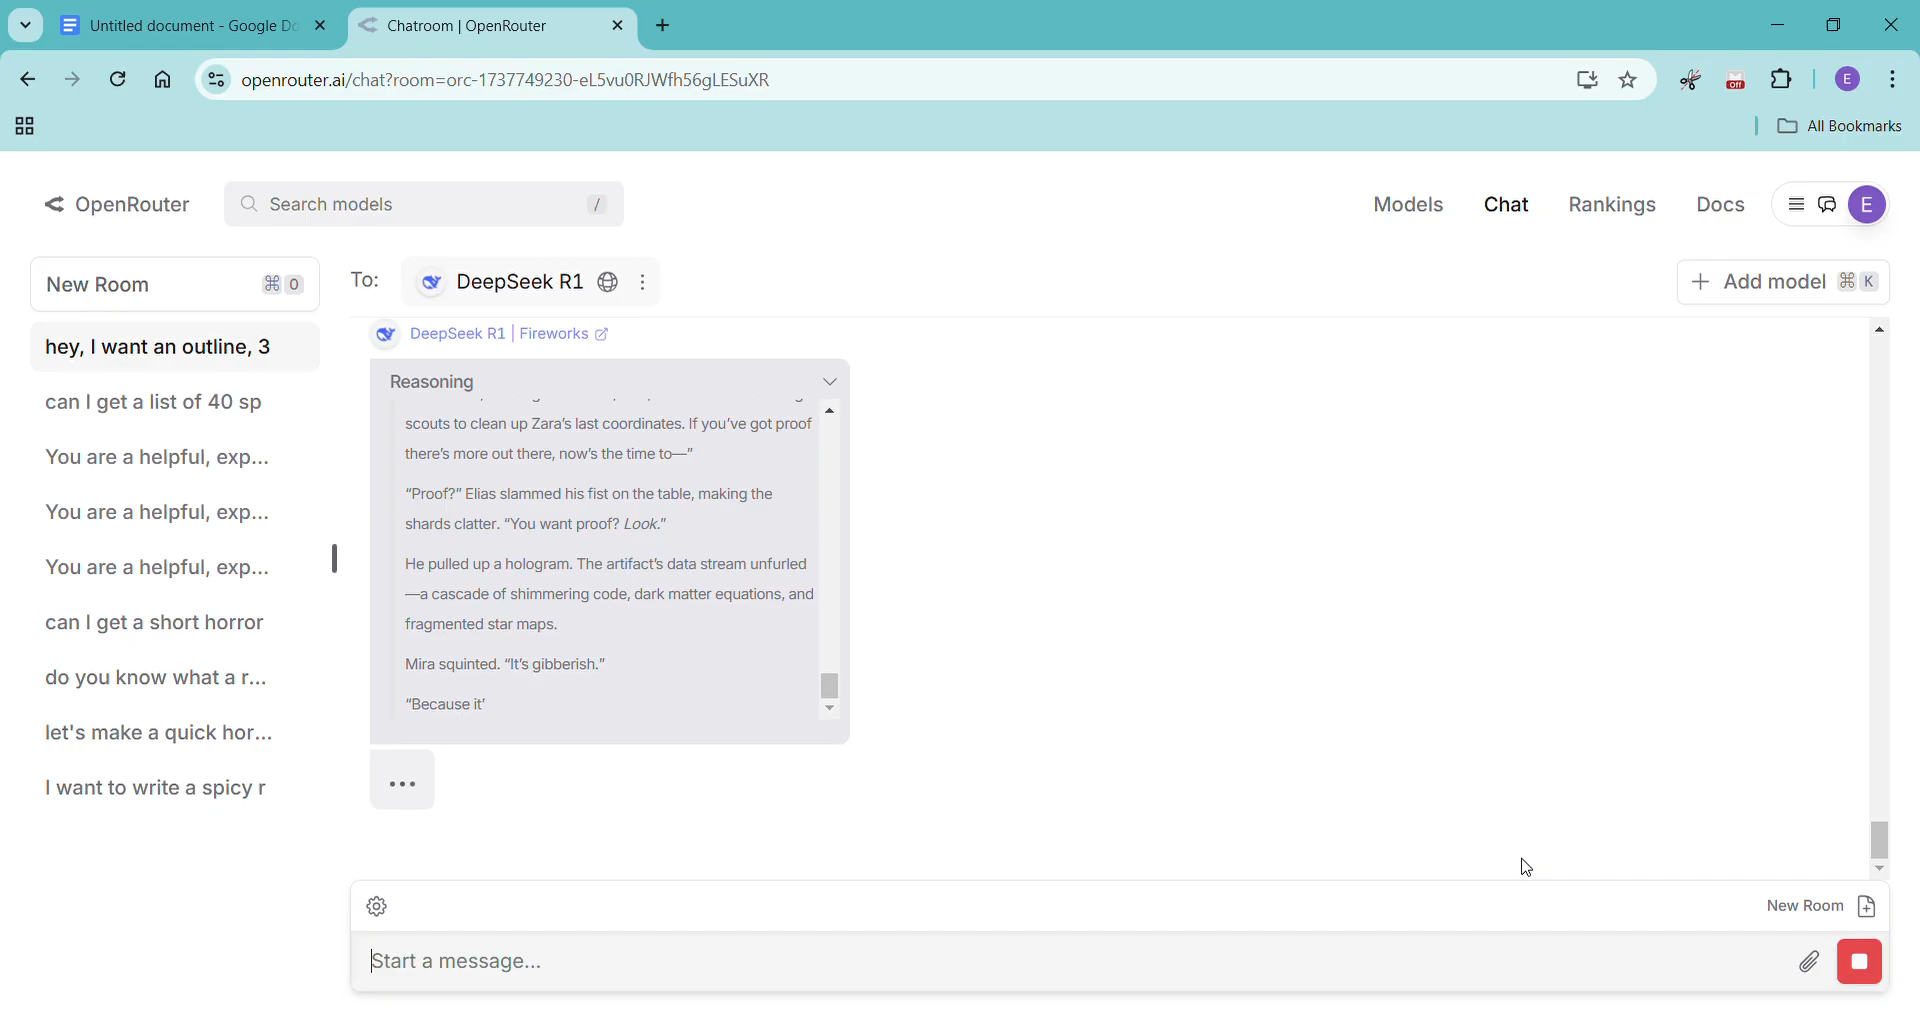 Untitled document - Google Do
Chatroom | OpenRouter
openrouter.ai/chat?room=orc-1737749230-eL5vu0RJWfh56gLESuXR
off
E
All Bookmarks
OpenRouter
Search models
/
Models
Chat
Rankings
Docs
E
New Room
⌘ 0
To:
DeepSeek R1
+ Add model ⌘ K
hey, I want an outline, 3
can I get a list of 40 sp
You are a helpful, exp...
You are a helpful, exp...
You are a helpful, exp...
can I get a short horror
do you know what a r...
let's make a quick hor...
I want to write a spicy r
DeepSeek R1 | Fireworks
Reasoning
scouts to clean up Zara’s last coordinates. If you’ve got proof
there’s more out there, now’s the time to—”
“Proof?” Elias slammed his fist on the table, making the
shards clatter. “You want proof? Look.”
He pulled up a hologram. The artifact’s data stream unfurled
—a cascade of shimmering code, dark matter equations, and
fragmented star maps.
Mira squinted. “It’s gibberish.”
“Because it’
...
New Room
Start a message...